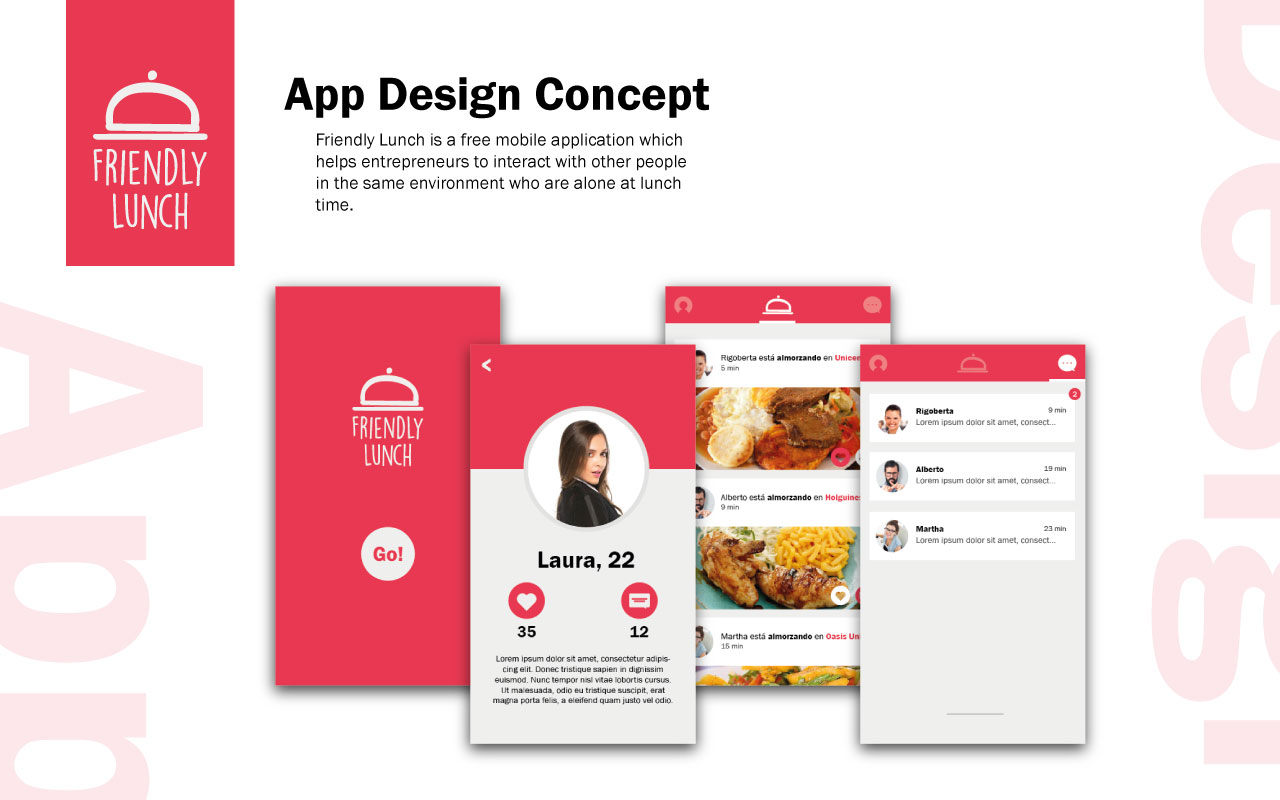 FRIENDLY
LUNCH
App Design Concept
Friendly Lunch is a free mobile application which
helps entrepreneurs to interact with other people
in the same environment who are alone at lunch
time.
FRIENDLY
LUNCH
Go!
Laura, 22
35 12
Lorem ipsum dolor sit amet, consectetur adipis-
cing elit. Donec tristique sapien in dignissim
euismod. Nunc tempor nisl vitae lobortis cursus.
Ut malesuada, odio eu tristique suscipit, erat
magna porta felis, a eleifend quam justo vel odio.
Rigoberta está almorzando en Unicen
5 min
Alberto está almorzando en Holguines
9 min
Martha está almorzando en Oasis Uni
15 min
2
Rigoberta 9 min
Lorem ipsum dolor sit amet, consect...
Alberto 19 min
Lorem ipsum dolor sit amet, consect...
Martha 23 min
Lorem ipsum dolor sit amet, consect...
App
Desig